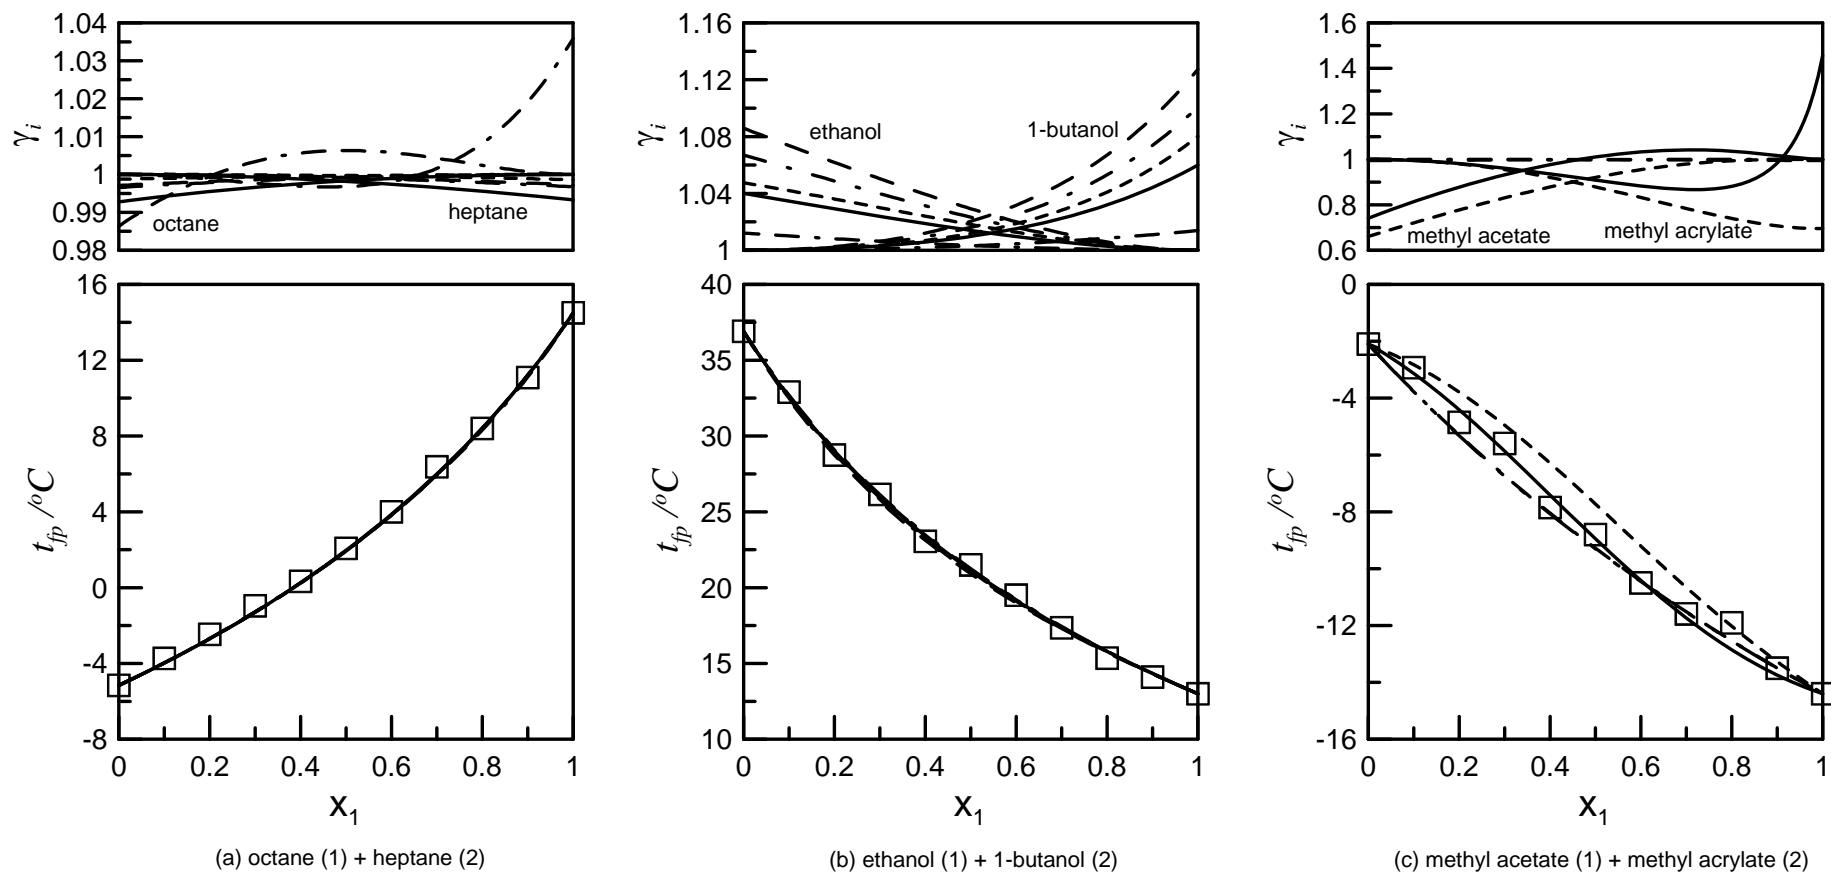 1.04
1.03
1.02
1.01
1
0.99
0.98
γi
octane
heptane
1.16
1.12
1.08
1.04
1
γi
ethanol
1-butanol
1.6
1.4
1.2
1
0.8
0.6
γi
methyl acetate
methyl acrylate
16
12
8
4
0
-4
-8
tfp /oC
0 0.2 0.4 0.6 0.8 1
x1
(a) octane (1) + heptane (2)
40
35
30
25
20
15
10
tfp /oC
0 0.2 0.4 0.6 0.8 1
x1
(b) ethanol (1) + 1-butanol (2)
0
-4
-8
-12
-16
tfp /oC
0 0.2 0.4 0.6 0.8 1
x1
(c) methyl acetate (1) + methyl acrylate (2)